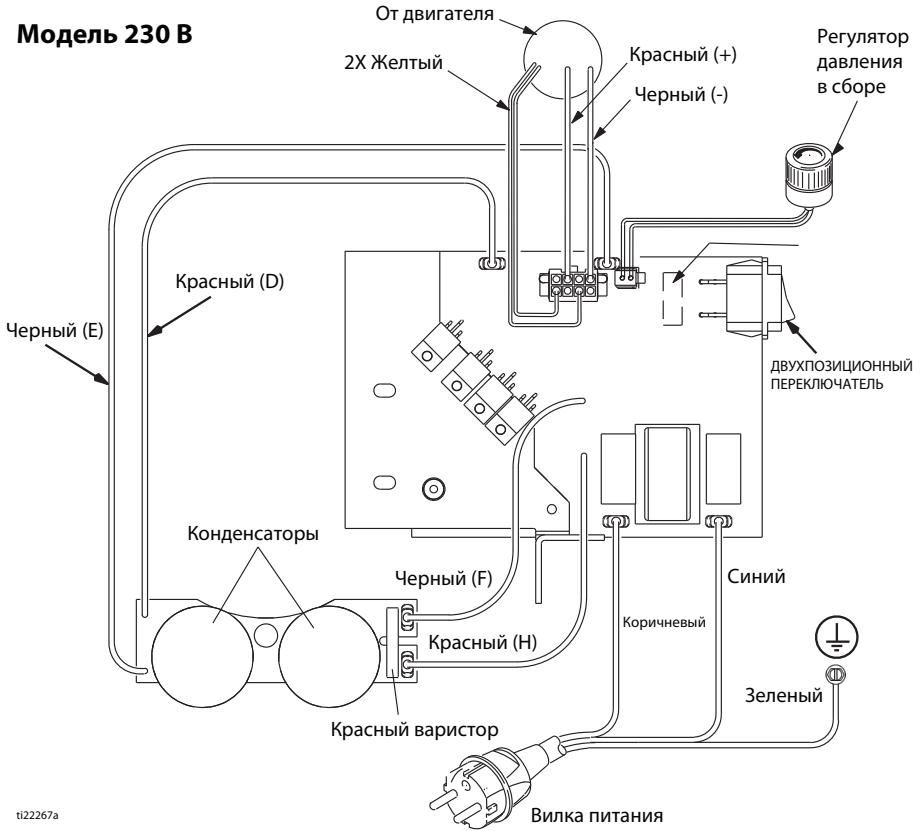 Модель 230 В
От двигателя
2X Желтый
Красный (+)
Черный (-)
Регулятор
давления
в сборе
Красный (D)
Черный (E)
ДВУХПОЗИЦИОННЫЙ
ПЕРЕКЛЮЧАТЕЛЬ
Конденсаторы
Черный (F)
Синий
Коричневый
Красный (H)
Зеленый
Красный варистор
Вилка питания
ti22267a